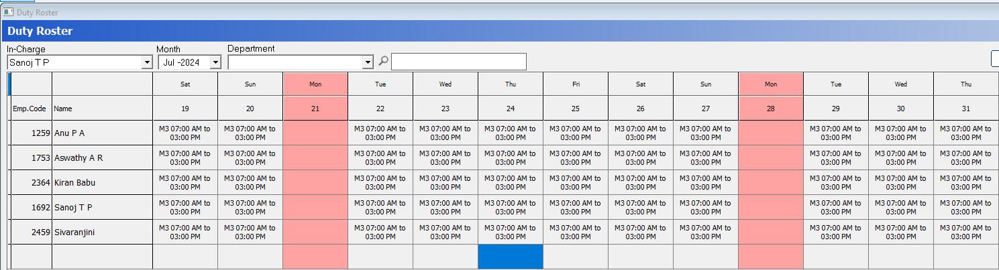 Duty Roster
Duty Roster
In-Charge Month Department
Sanoj T P Jul -2024
Sat Sun Mon Tue Wed Thu Fri Sat Sun Mon Tue Wed Thu
Emp.Code Name 19 20 21 22 23 24 25 26 27 28 29 30 31
1259 Anu P A M3 07:00 AM to 03:00 PM M3 07:00 AM to 03:00 PM M3 07:00 AM to 03:00 PM M3 07:00 AM to 03:00 PM M3 07:00 AM to 03:00 PM M3 07:00 AM to 03:00 PM M3 07:00 AM to 03:00 PM M3 07:00 AM to 03:00 PM M3 07:00 AM to 03:00 PM M3 07:00 AM to 03:00 PM M3 07:00 AM to 03:00 PM
1753 Aswathy A R M3 07:00 AM to 03:00 PM M3 07:00 AM to 03:00 PM M3 07:00 AM to 03:00 PM M3 07:00 AM to 03:00 PM M3 07:00 AM to 03:00 PM M3 07:00 AM to 03:00 PM M3 07:00 AM to 03:00 PM M3 07:00 AM to 03:00 PM M3 07:00 AM to 03:00 PM M3 07:00 AM to 03:00 PM M3 07:00 AM to 03:00 PM
2364 Kiran Babu M3 07:00 AM to 03:00 PM M3 07:00 AM to 03:00 PM M3 07:00 AM to 03:00 PM M3 07:00 AM to 03:00 PM M3 07:00 AM to 03:00 PM M3 07:00 AM to 03:00 PM M3 07:00 AM to 03:00 PM M3 07:00 AM to 03:00 PM M3 07:00 AM to 03:00 PM M3 07:00 AM to 03:00 PM M3 07:00 AM to 03:00 PM
1692 Sanoj T P M3 07:00 AM to 03:00 PM M3 07:00 AM to 03:00 PM M3 07:00 AM to 03:00 PM M3 07:00 AM to 03:00 PM M3 07:00 AM to 03:00 PM M3 07:00 AM to 03:00 PM M3 07:00 AM to 03:00 PM M3 07:00 AM to 03:00 PM M3 07:00 AM to 03:00 PM M3 07:00 AM to 03:00 PM M3 07:00 AM to 03:00 PM
2459 Sivaranjini M3 07:00 AM to 03:00 PM M3 07:00 AM to 03:00 PM M3 07:00 AM to 03:00 PM M3 07:00 AM to 03:00 PM M3 07:00 AM to 03:00 PM M3 07:00 AM to 03:00 PM M3 07:00 AM to 03:00 PM M3 07:00 AM to 03:00 PM M3 07:00 AM to 03:00 PM M3 07:00 AM to 03:00 PM M3 07:00 AM to 03:00 PM